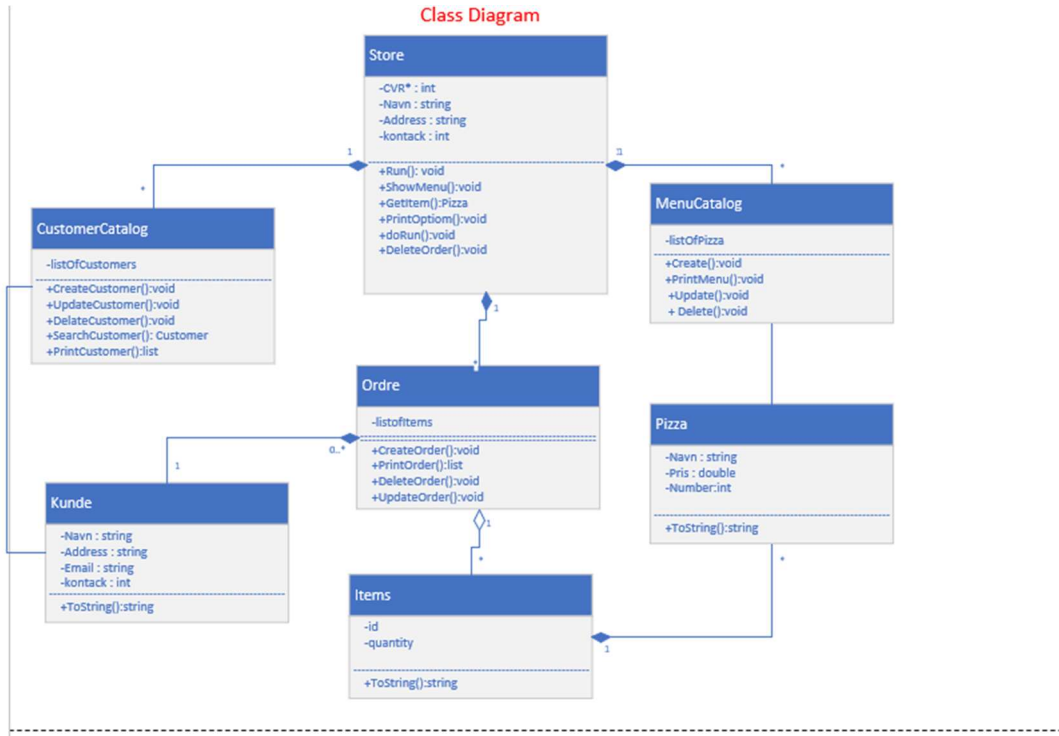 Class Diagram
Store
-CVR* : int
-Navn : string
-Address : string
-kontack : int
+Run(): void
+ShowMenu():void
+GetItem():Pizza
+PrintOptiom():void
+doRun():void
+DeleteOrder():void
1
*
1
*
1
*
CustomerCatalog
-listOfCustomers
+CreateCustomer():void
+UpdateCustomer():void
+DelateCustomer():void
+SearchCustomer(): Customer
+PrintCustomer():list
MenuCatalog
-listOfPizza
+Create():void
+PrintMenu():void
+Update():void
+ Delete():void
Ordre
-listofItems
+CreateOrder():void
+PrintOrder():list
+DeleteOrder():void
+UpdateOrder():void
0..*
1
1
*
Kunde
-Navn : string
-Address : string
-Email : string
-kontack : int
+ToString():string
Pizza
-Navn : string
-Pris : double
-Number:int
+ToString():string
*
1
Items
-id
-quantity
+ToString():string